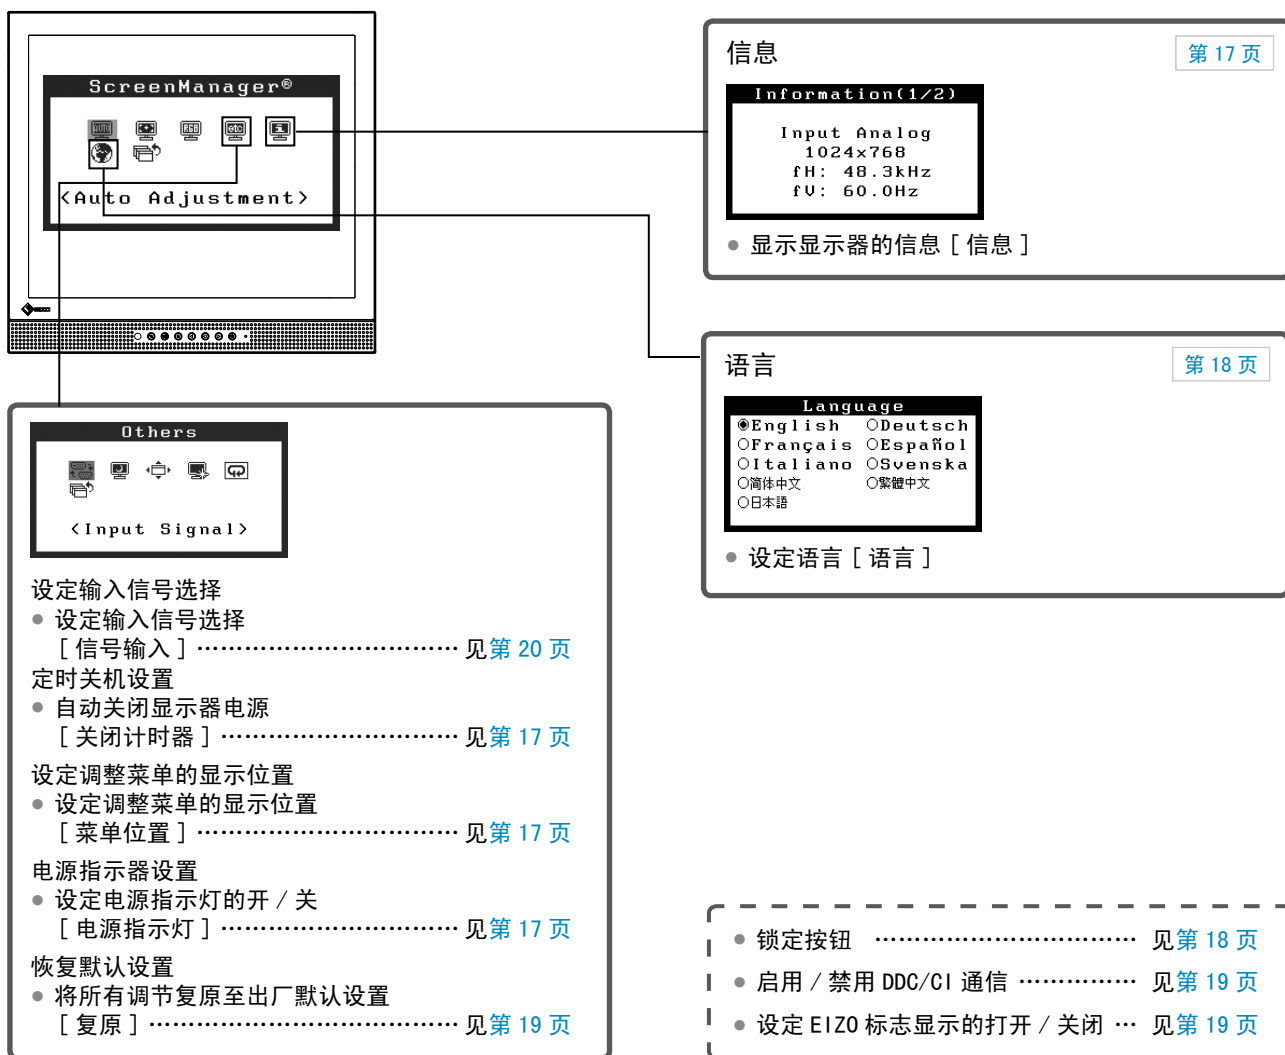 ScreenManager®
AUTO RGB etc
<Auto Adjustment>
信息
第 17 页
Information(1/2)
Input Analog
1024×768
fH: 48.3kHz
fV: 60.0Hz
● 显示显示器的信息 [ 信息 ]
语言
第 18 页
Language
English Deutsch
Français Español
Italiano Svenska
简体中文 繁體中文
日本語
● 设定语言 [ 语言 ]
Others
<Input Signal>
设定输入信号选择
● 设定输入信号选择
[ 信号输入 ] ································· 见第 20 页
定时关机设置
● 自动关闭显示器电源
[ 关闭计时器 ] ······························ 见第 17 页
设定调整菜单的显示位置
● 设定调整菜单的显示位置
[ 菜单位置 ] ································· 见第 17 页
电源指示器设置
● 设定电源指示灯的开 / 关
[ 电源指示灯 ] ······························ 见第 17 页
恢复默认设置
● 将所有调节复原至出厂默认设置
[ 复原 ] ······································· 见第 19 页
● 锁定按钮 ································· 见第 18 页
● 启用 / 禁用 DDC/CI 通信 ··············· 见第 19 页
● 设定 EIZO 标志显示的打开 / 关闭 ··· 见第 19 页